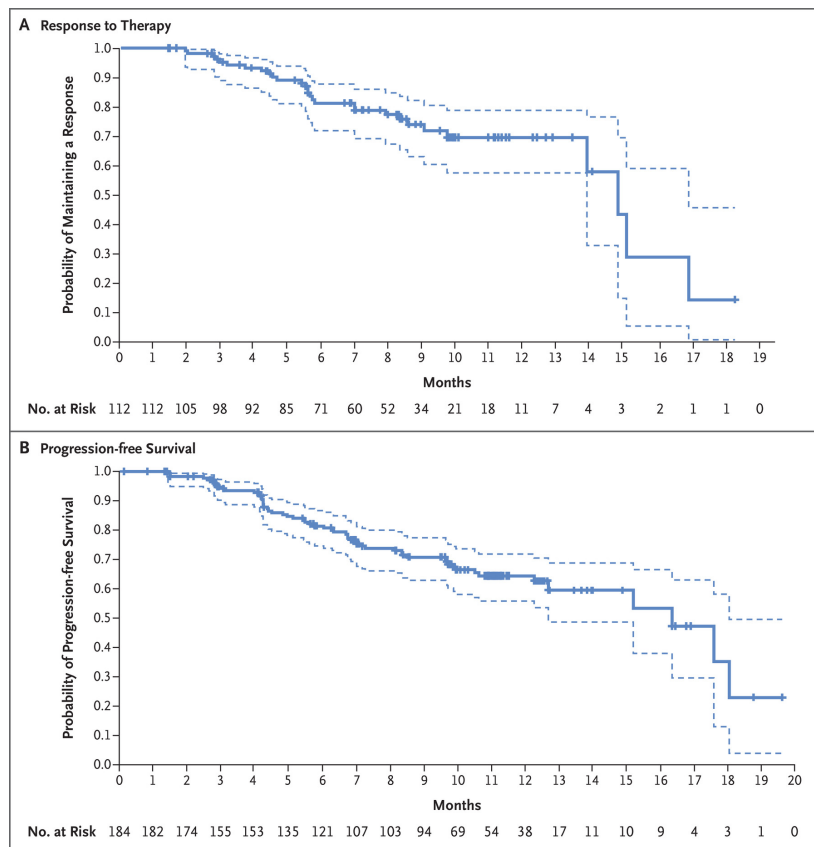 A Response to Therapy
Probability of Maintaining a Response
1.0
0.9
0.8
0.7
0.6
0.5
0.4
0.3
0.2
0.1
0.0
0 1 2 3 4 5 6 7 8 9 10 11 12 13 14 15 16 17 18 19
Months
No. at Risk 112 112 105 98 92 85 71 60 52 34 21 18 11 7 4 3 2 1 1 0
B Progression-free Survival
Probability of Progression-free Survival
1.0
0.9
0.8
0.7
0.6
0.5
0.4
0.3
0.2
0.1
0.0
0 1 2 3 4 5 6 7 8 9 10 11 12 13 14 15 16 17 18 19 20
Months
No. at Risk 184 182 174 155 153 135 121 107 103 94 69 54 38 17 11 10 9 4 3 1 0